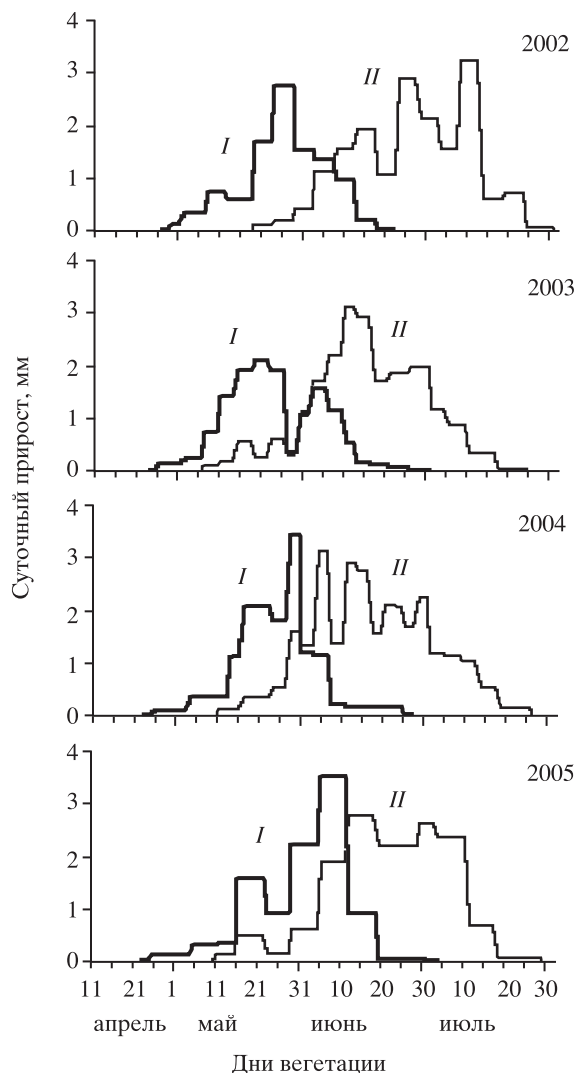 4
2002
3
II
2
I
1
0
4
2003
3
I
II
2
1
0
4
2004
3
I
II
2
1
0
4
2005
3
II
I
2
1
0
Суточный прирост, мм
11 21 1 11 21 31 10 20 30 10 20 30
апрель май июнь июль
Дни вегетации